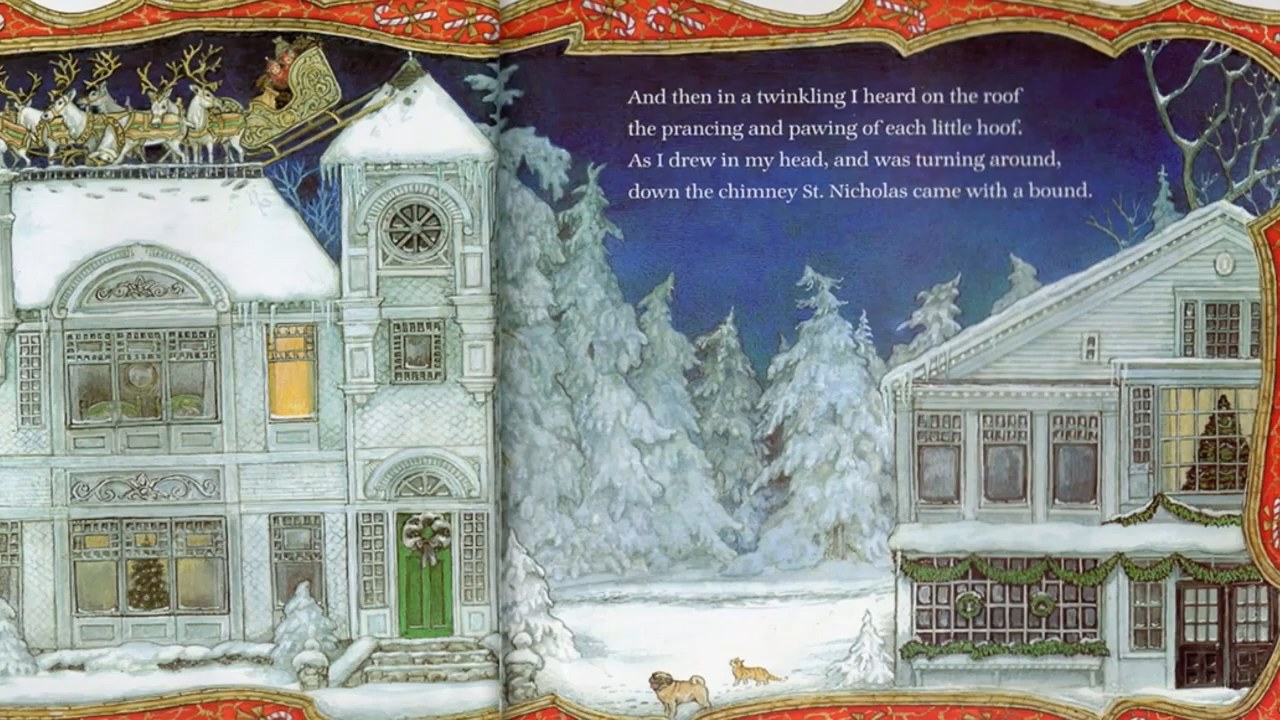 And then in a twinkling I heard on the roof
the prancing and pawing of each little hoof.
As I drew in my head, and was turning around,
down the chimney St. Nicholas came with a bound.